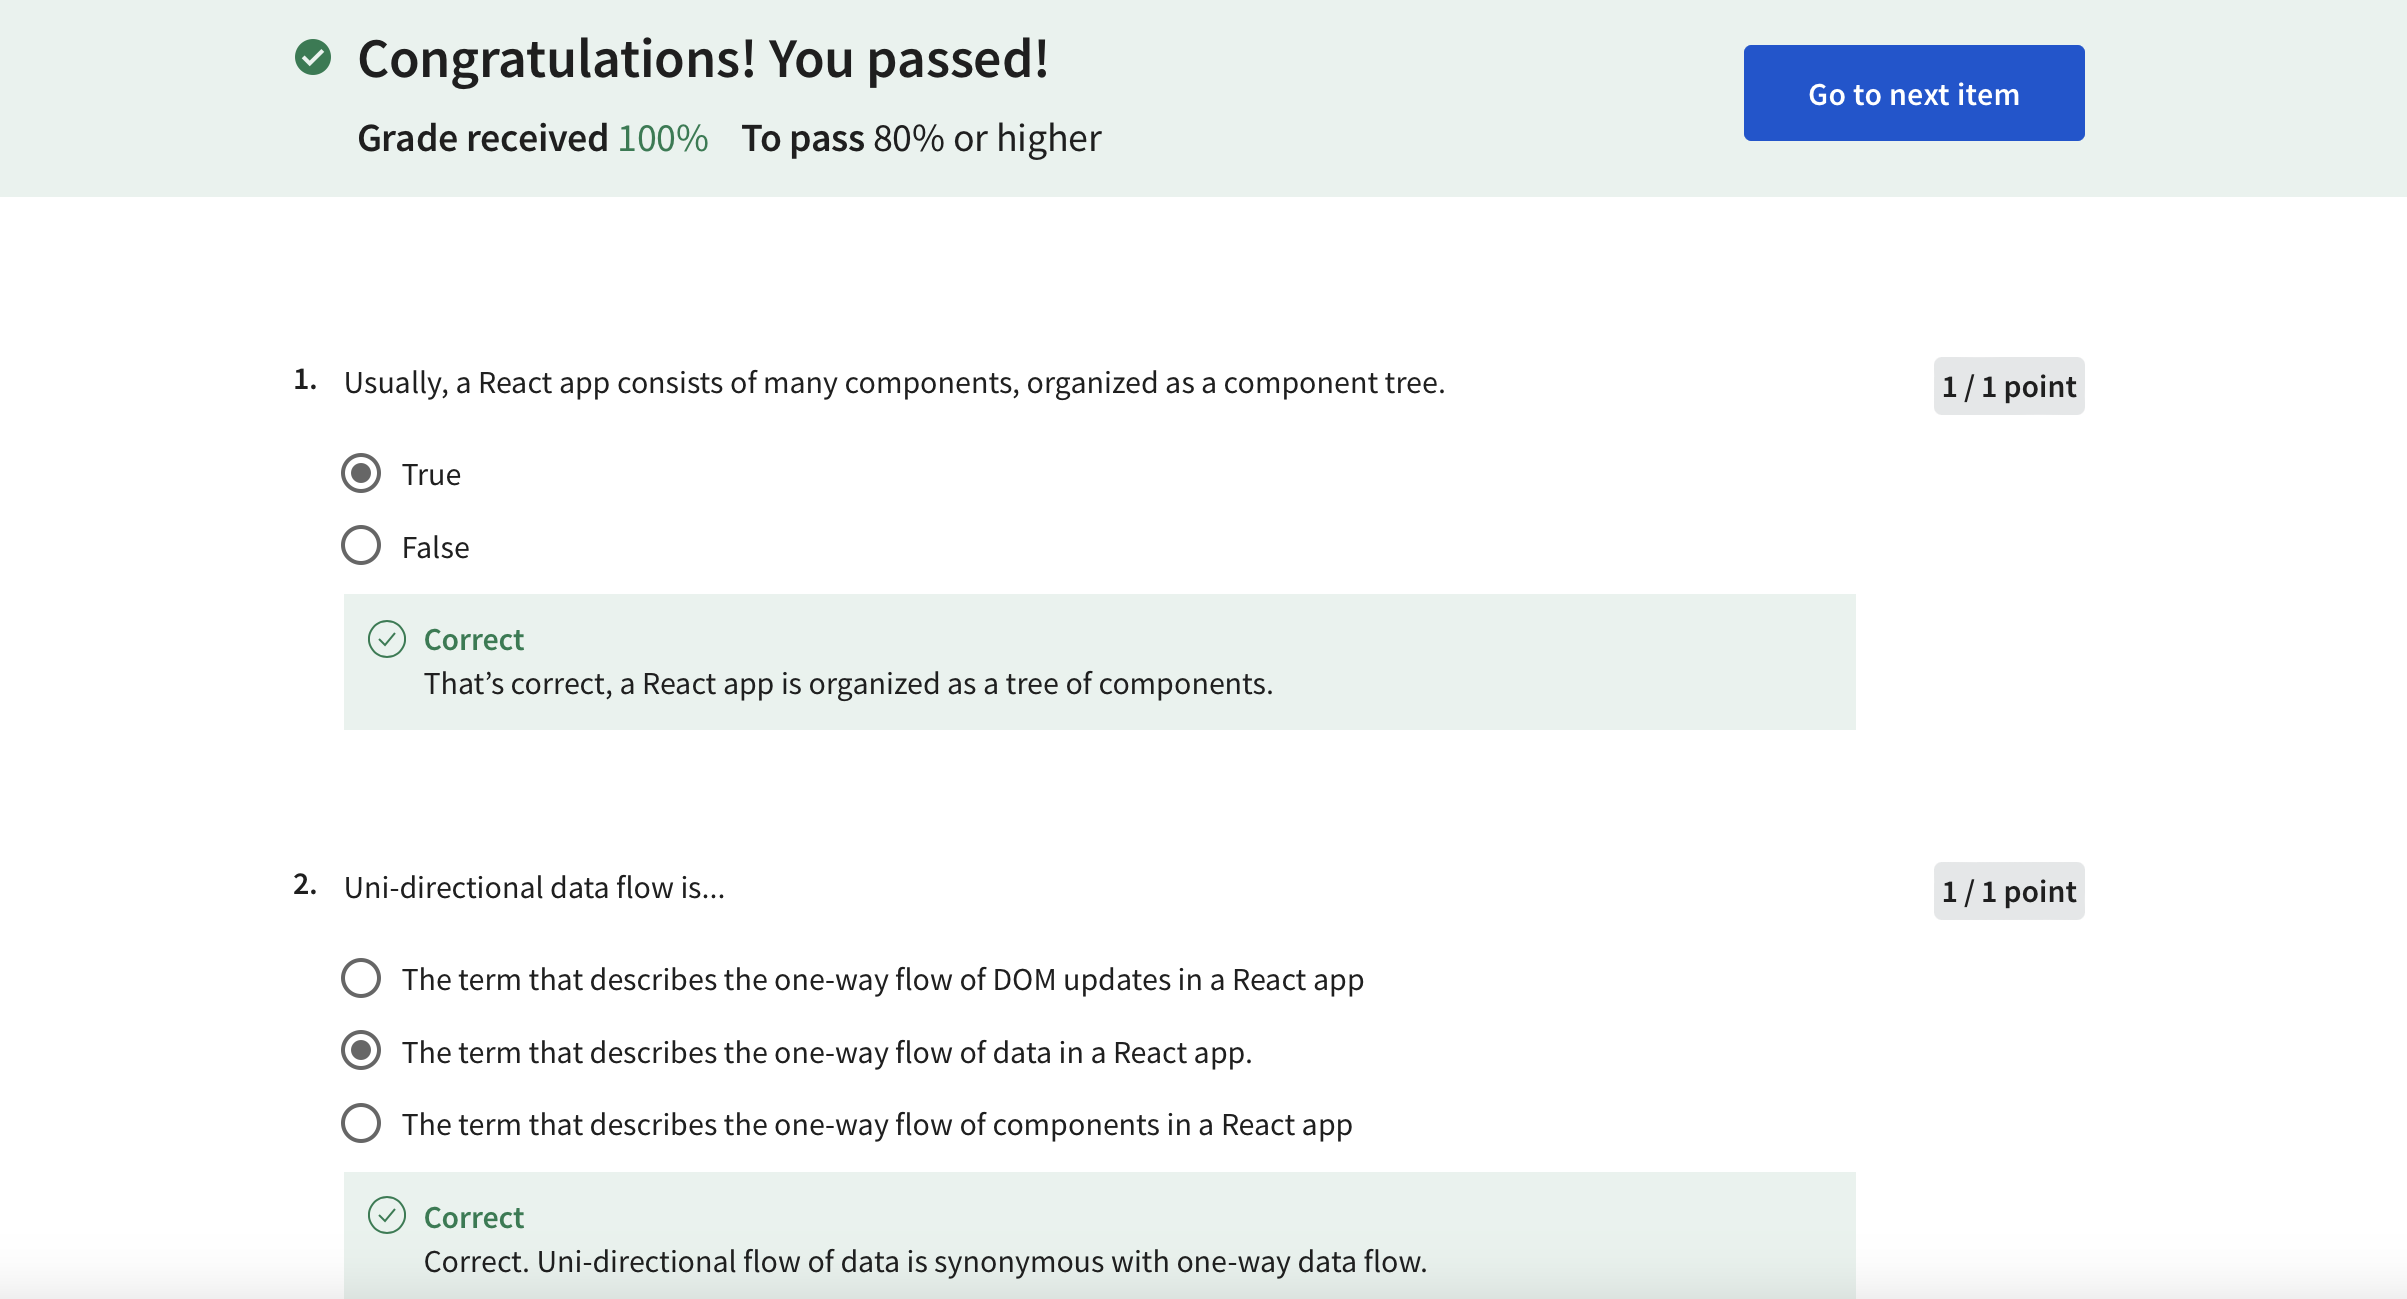 Congratulations! You passed!
Grade received 100% To pass 80% or higher
Go to next item
1. Usually, a React app consists of many components, organized as a component tree.
1 / 1 point
True
False
Correct
That’s correct, a React app is organized as a tree of components.
2. Uni-directional data flow is...
1 / 1 point
The term that describes the one-way flow of DOM updates in a React app
The term that describes the one-way flow of data in a React app.
The term that describes the one-way flow of components in a React app
Correct
Correct. Uni-directional flow of data is synonymous with one-way data flow.